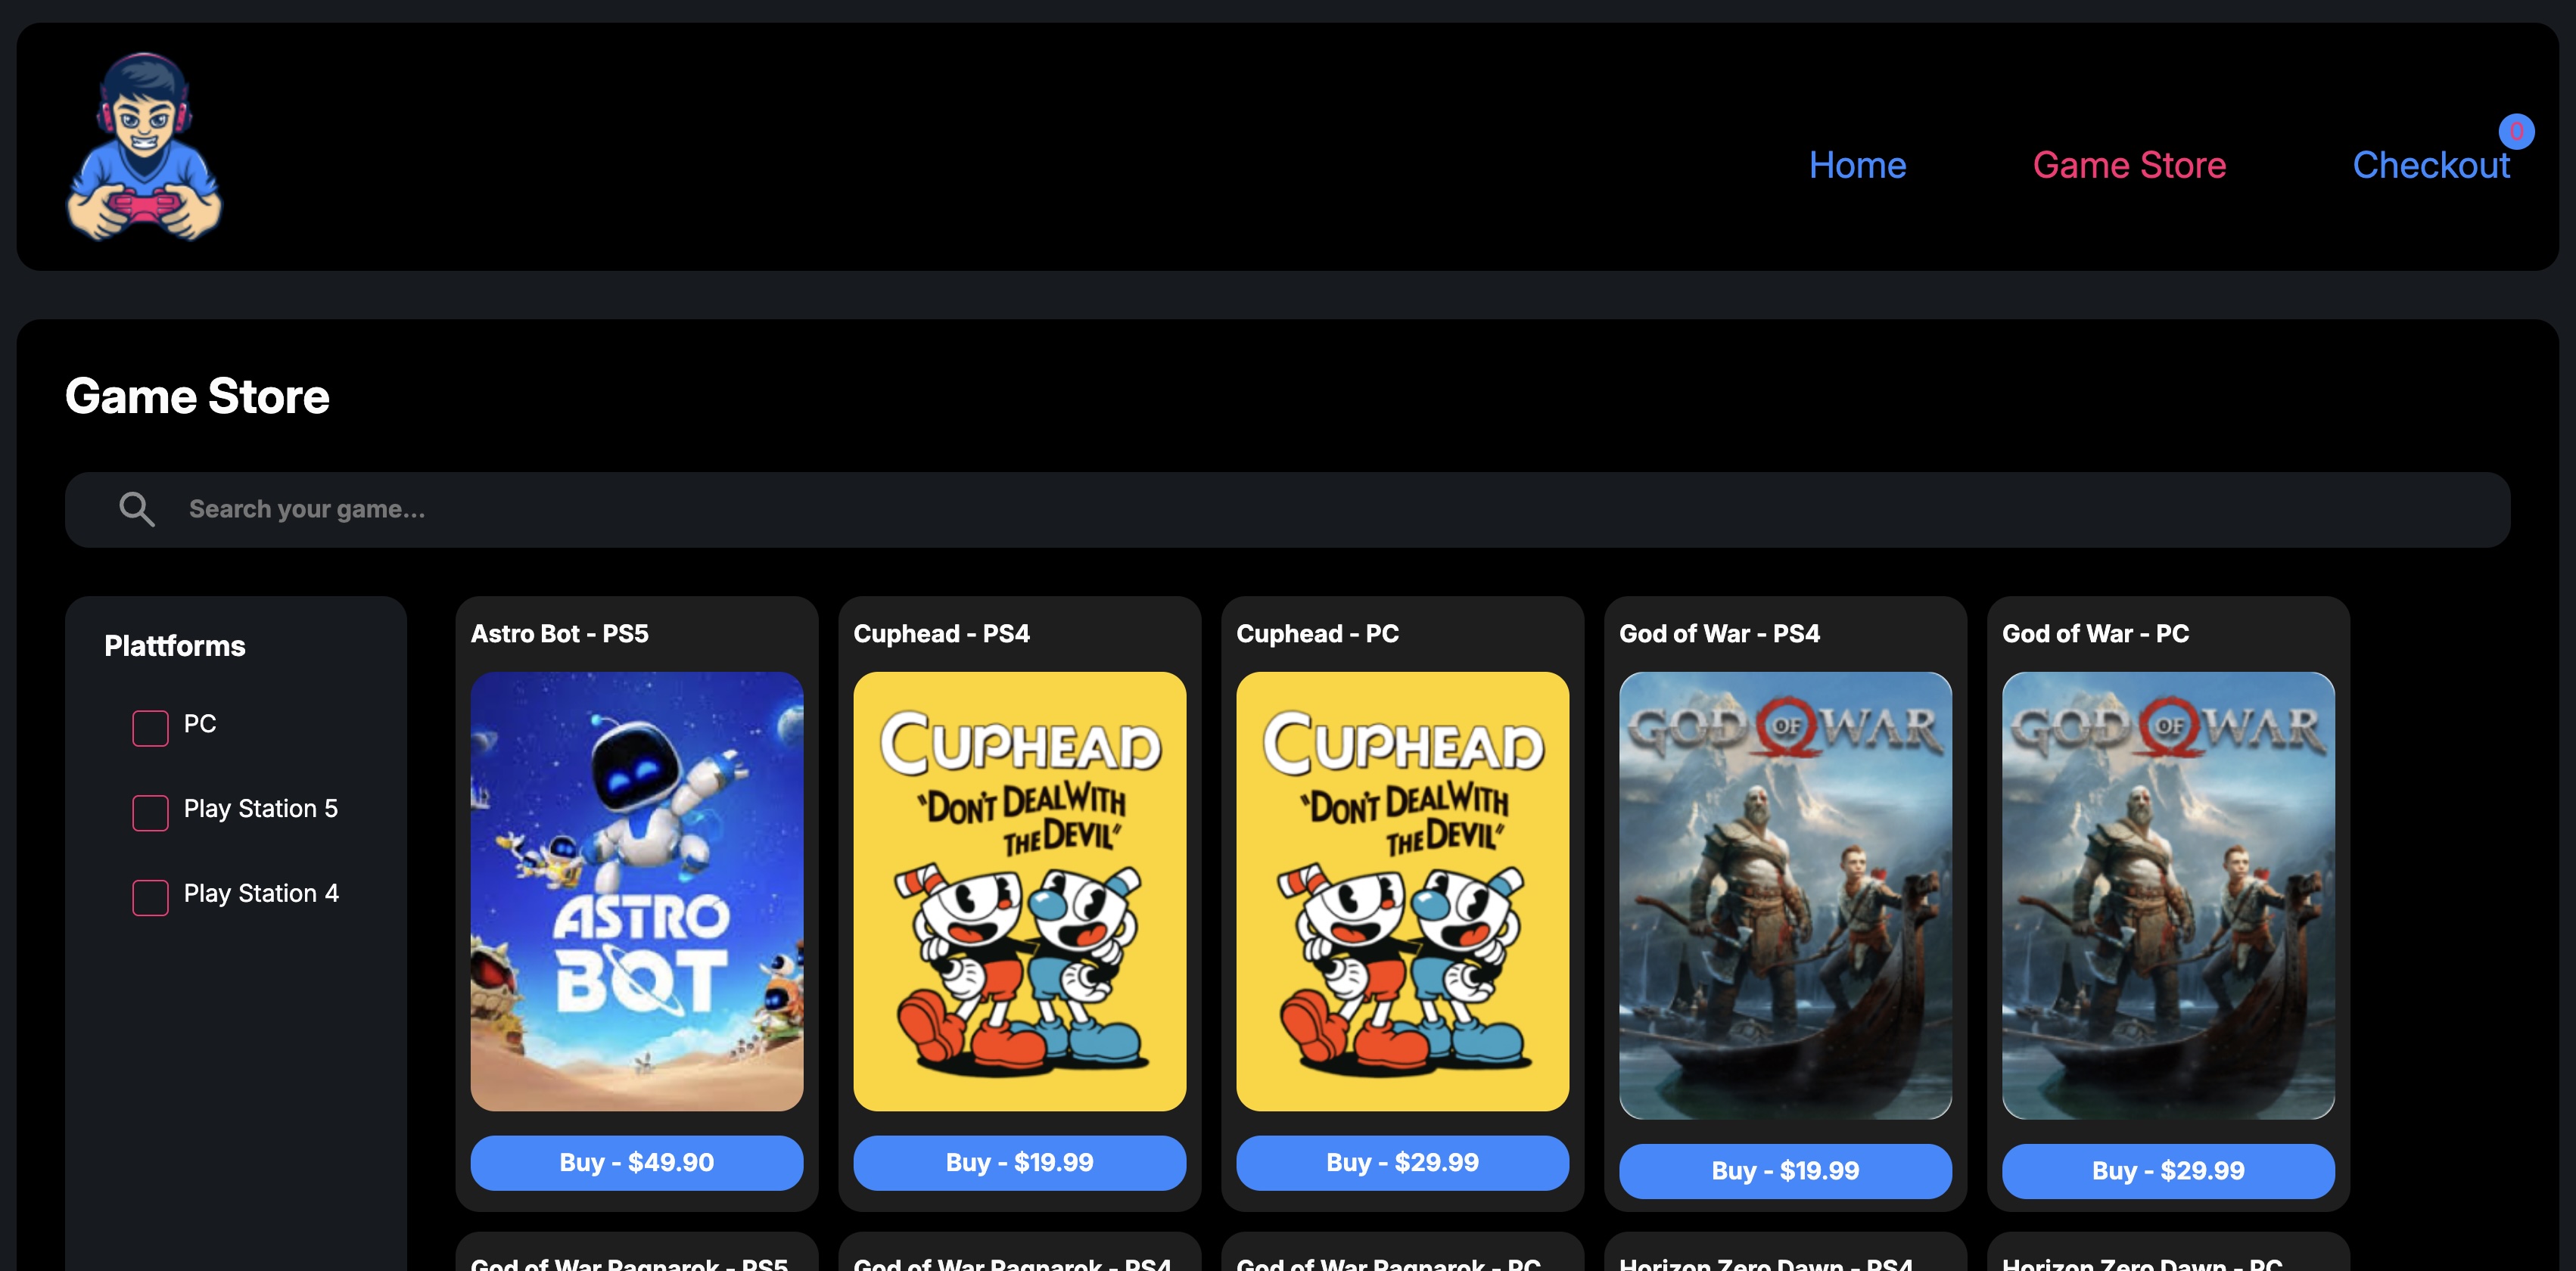 0
Home
Game Store
Checkout
Game Store
Search your game...
Plattforms
PC
Play Station 5
Play Station 4
Astro Bot - PS5
ASTRO
BOT
Buy - $49.90
Cuphead - PS4
CUPHEAD
"DON'T DEAL WITH
THE DEVIL"
Buy - $19.99
Cuphead - PC
CUPHEAD
"DON'T DEAL WITH
THE DEVIL"
Buy - $29.99
God of War - PS4
GOD OF WAR
Buy - $19.99
God of War - PC
GOD OF WAR
Buy - $29.99
God of War Ragnarok - PS5
God of War Ragnarok - PS4
God of War Ragnarok - PC
Horizon Zero Dawn - PS4
Horizon Zero Dawn - PC